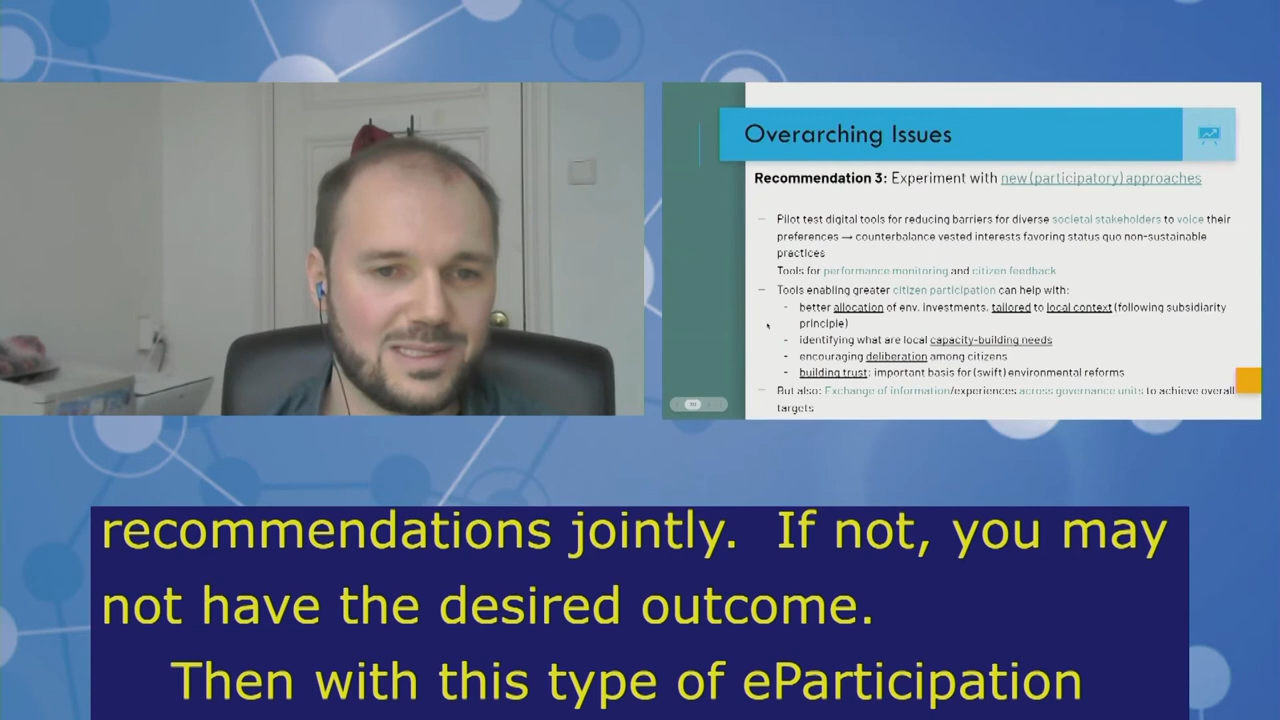 Overarching Issues
Recommendation 3: Experiment with new (participatory) approaches
– Pilot test digital tools for reducing barriers for diverse societal stakeholders to voice their
preferences → counterbalance vested interests favoring status quo non-sustainable
practices
Tools for performance monitoring and citizen feedback
– Tools enabling greater citizen participation can help with:
- better allocation of env. investments, tailored to local context (following subsidiarity
principle)
- identifying what are local capacity-building needs
- encouraging deliberation among citizens
- building trust: important basis for (swift) environmental reforms
– But also: Exchange of information/experiences across governance units to achieve overall
targets
recommendations jointly. If not, you may
not have the desired outcome.
Then with this type of eParticipation